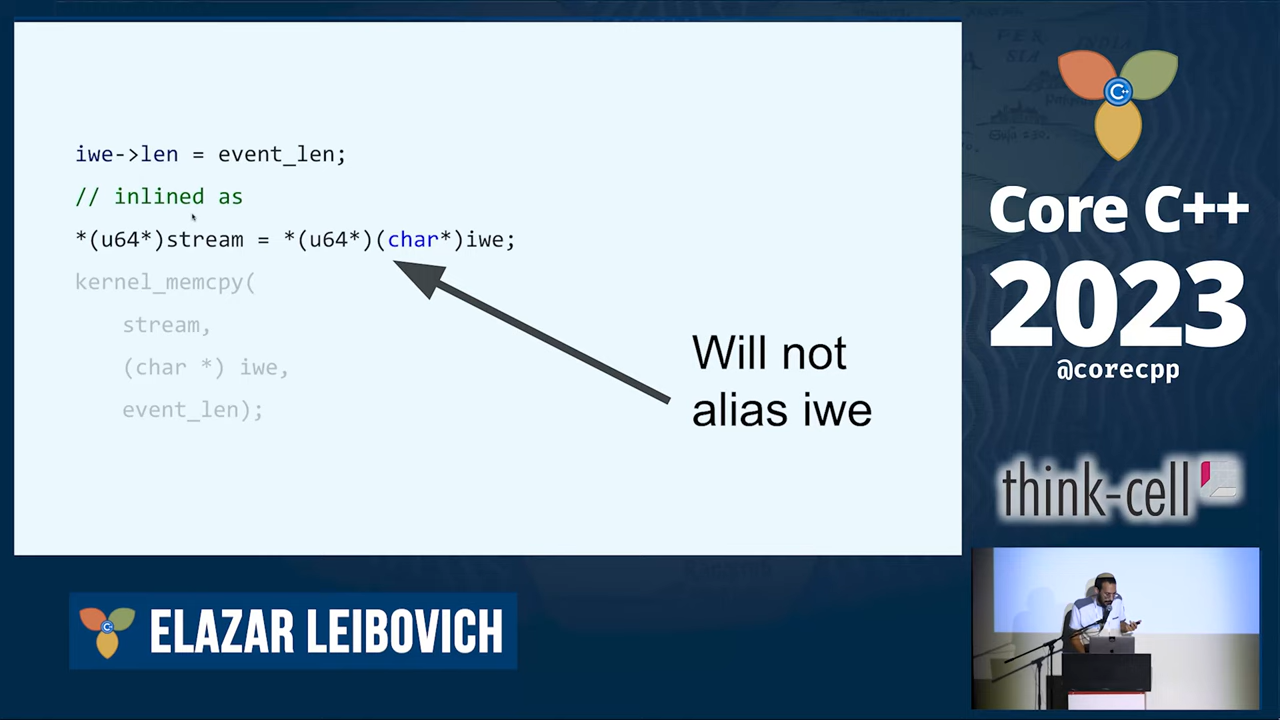 iwe->len = event_len;
// inlined as
*(u64*)stream = *(u64*)(char*)iwe;
kernel_memcpy(
stream,
(char *) iwe,
event_len);
Will not
alias iwe
C++
Core C++
2023
@corecpp
think-cell
ELAZAR LEIBOVICH